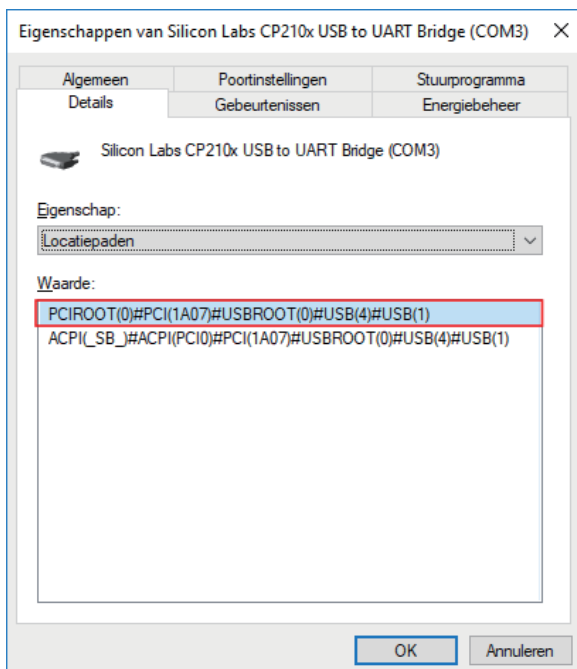 Eigenschappen van Silicon Labs CP210x USB to UART Bridge (COM3)
Algemeen
Poortinstellingen
Stuurprogramma
Details
Gebeurtenissen
Energiebeheer
Silicon Labs CP210x USB to UART Bridge (COM3)
Eigenschap:
Locatiepaden
Waarde:
PCIROOT(0)#PCI(1A07)#USBROOT(0)#USB(4)#USB(1)
ACPI(_SB_)#ACPI(PCI0)#PCI(1A07)#USBROOT(0)#USB(4)#USB(1)
OK
Annuleren